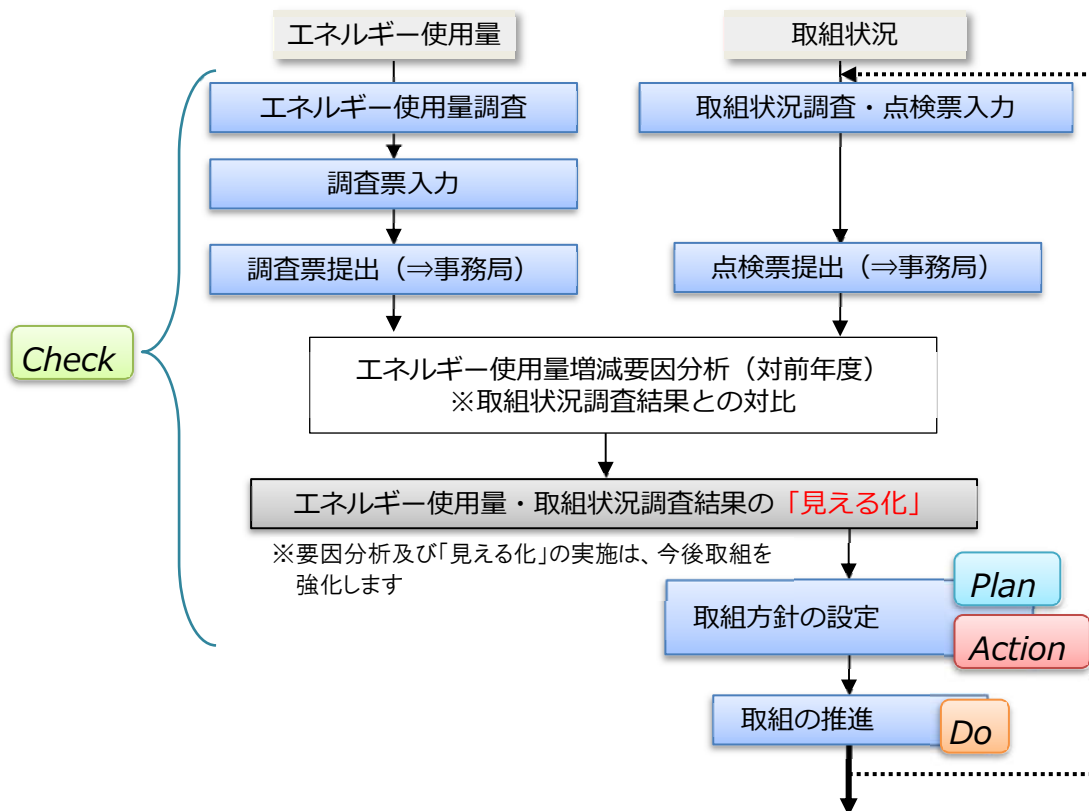 エネルギー使用量
取組状況
エネルギー使用量調査
取組状況調査・点検票入力
調査票入力
調査票提出（⇒事務局）
点検票提出（⇒事務局）
Check
エネルギー使用量増減要因分析（対前年度）
※取組状況調査結果との対比
エネルギー使用量・取組状況調査結果の「見える化」
※要因分析及び「見える化」の実施は、今後取組を
強化します
Plan
取組方針の設定
Action
取組の推進
Do